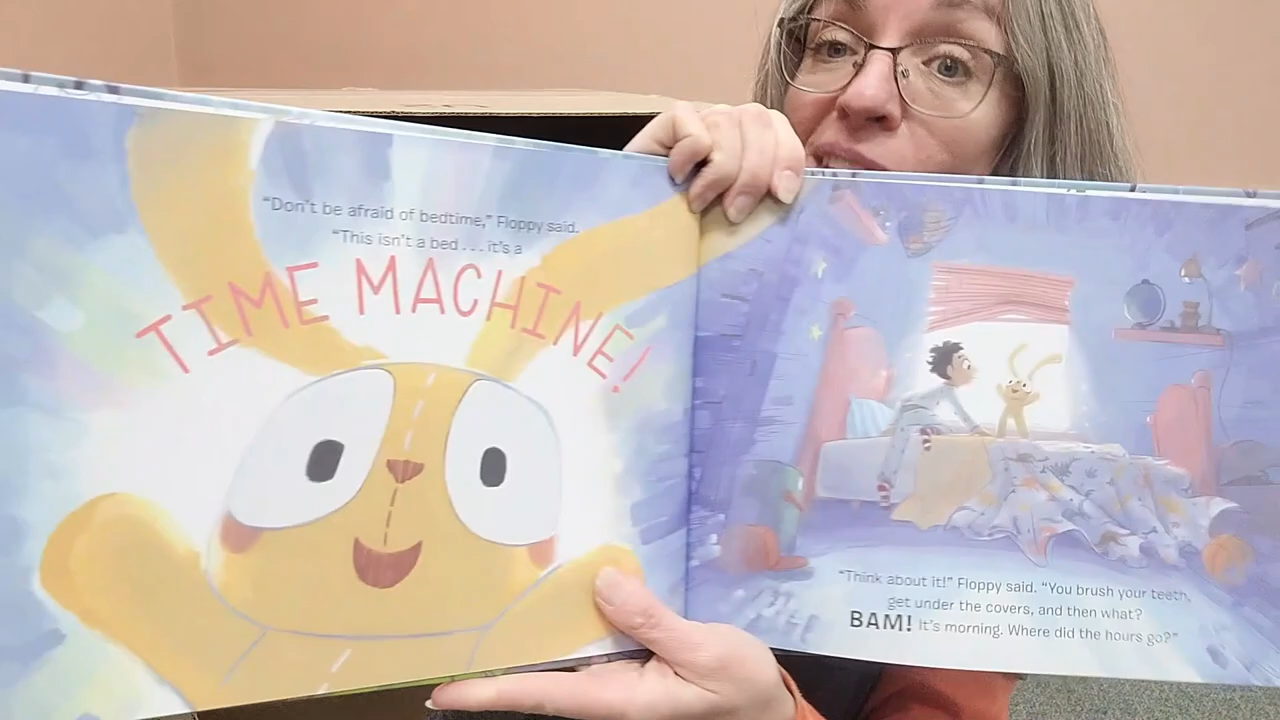 “Don’t be afraid of bedtime,” Floppy said.
“This isn’t a bed . . . it’s a
TIME MACHINE!
“Think about it!” Floppy said. “You brush your teeth,
get under the covers, and then what?
BAM! It’s morning. Where did the hours go?”